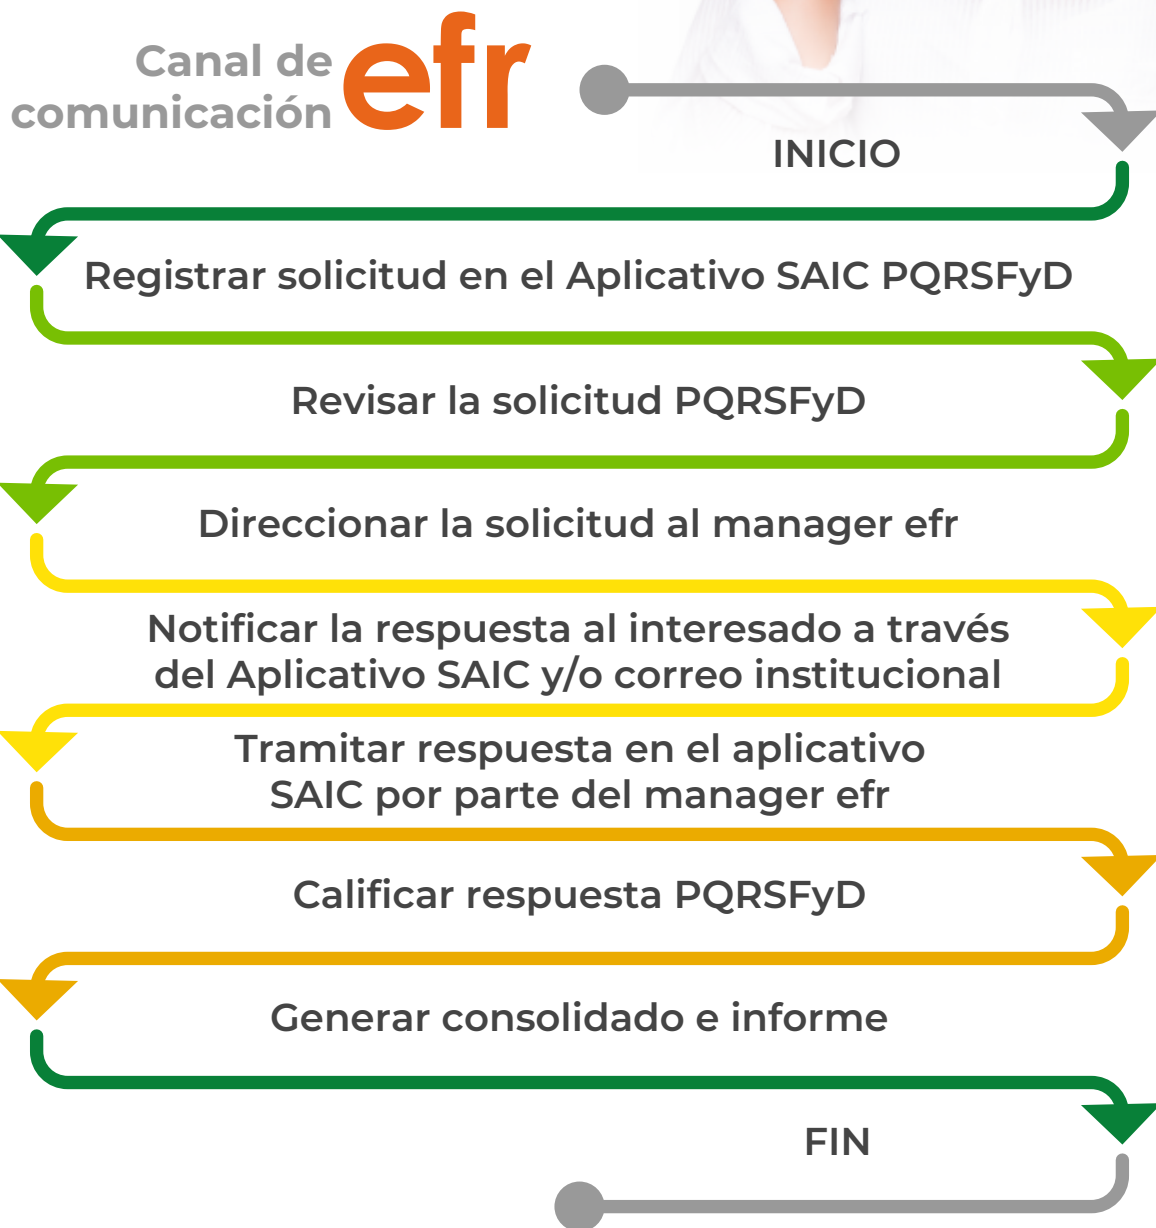 Canal de
comunicación
efr
INICIO
Registrar solicitud en el Aplicativo SAIC PQRSFyD
Revisar la solicitud PQRSFyD
Direccionar la solicitud al manager efr
Notificar la respuesta al interesado a través
del Aplicativo SAIC y/o correo institucional
Tramitar respuesta en el aplicativo
SAIC por parte del manager efr
Calificar respuesta PQRSFyD
Generar consolidado e informe
FIN